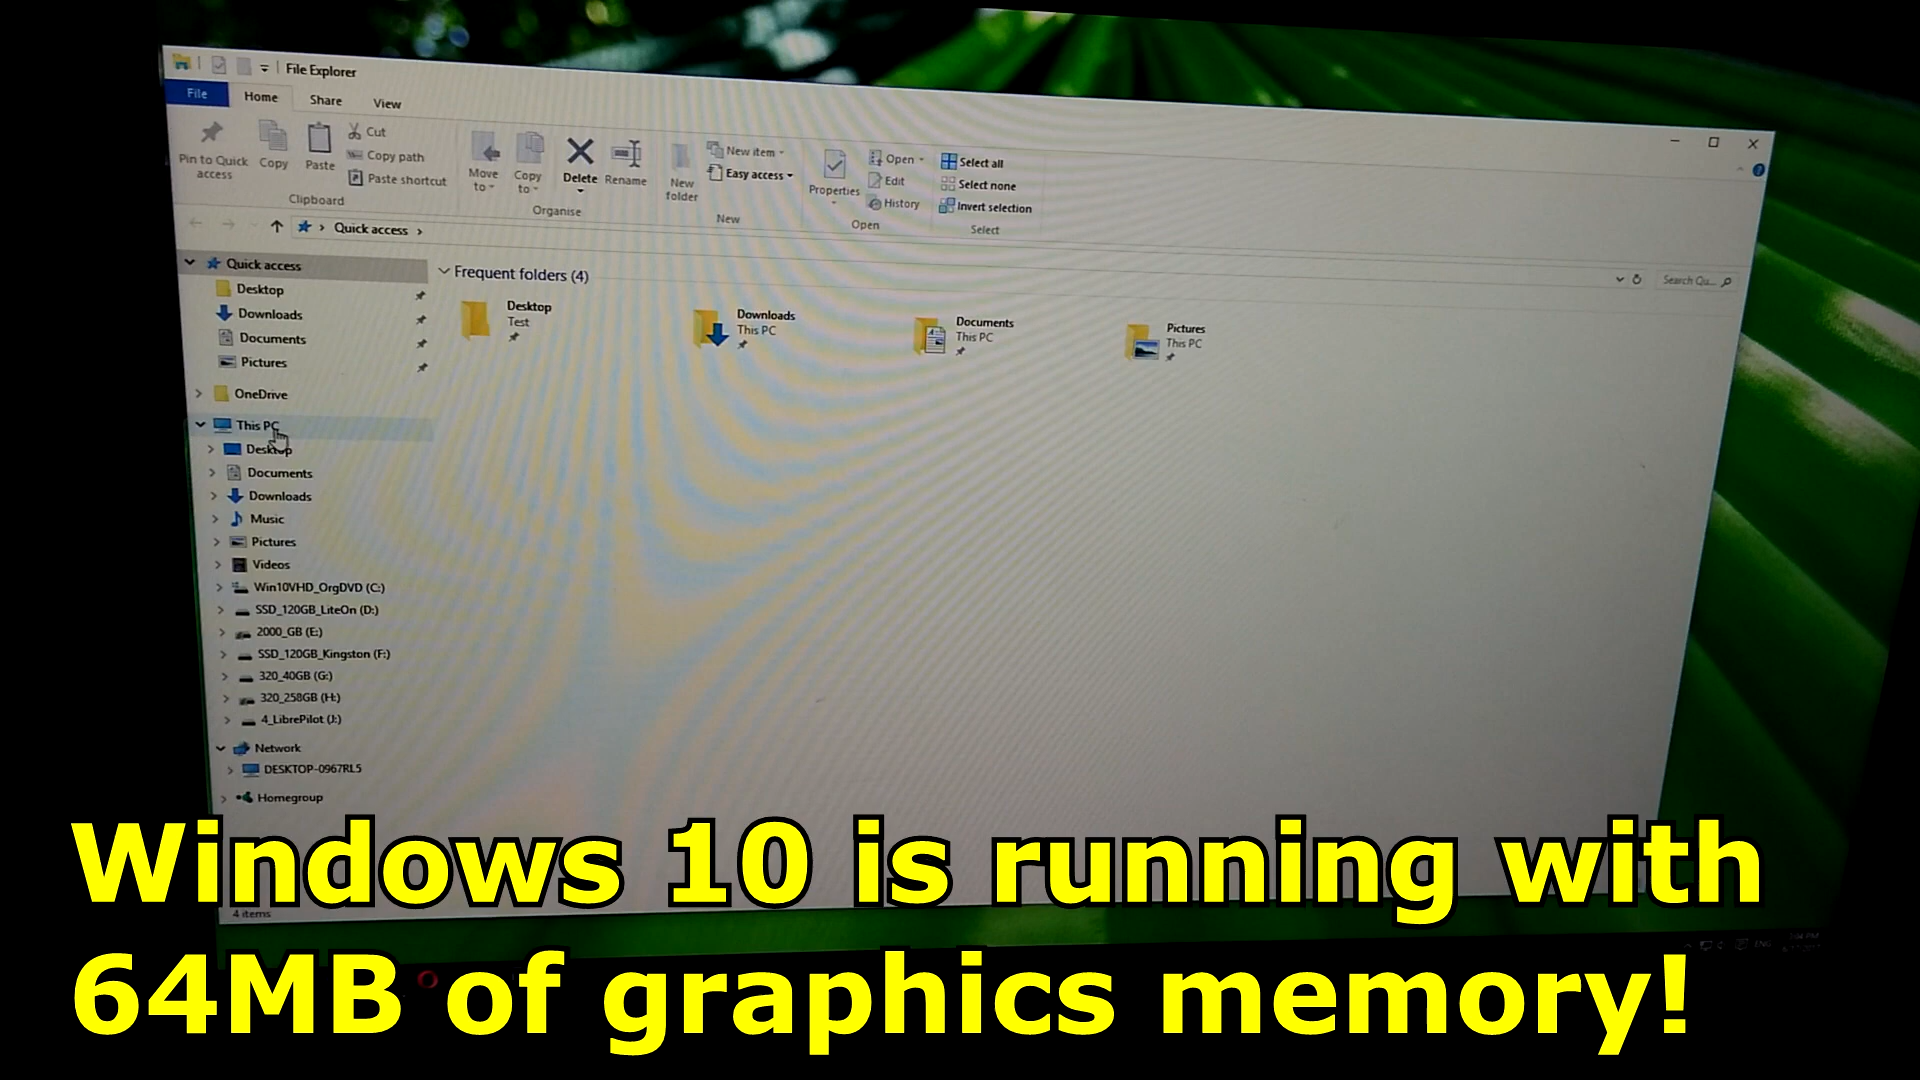 File Explorer
File Home Share View
Pin to Quick access
Copy
Paste
Cut
Copy path
Paste shortcut
Clipboard
Move to
Copy to
Delete
Rename
Organise
New folder
New item
Easy access
New
Properties
Open
Edit
History
Open
Select all
Select none
Invert selection
Select
Quick access
Search Qu...
Quick access
Desktop
Downloads
Documents
Pictures
OneDrive
This PC
Desktop
Documents
Downloads
Music
Pictures
Videos
Win10VHD_OrgDVD (C:)
SSD_120GB_LiteOn (D:)
2000_GB (E:)
SSD_120GB_Kingston (F:)
320_40GB (G:)
320_258GB (H:)
4_LibrePilot (J:)
Network
DESKTOP-0967RL5
Homegroup
Frequent folders (4)
Desktop
Test
Downloads
This PC
Documents
This PC
Pictures
This PC
4 items
ENG
Windows 10 is running with
64MB of graphics memory!